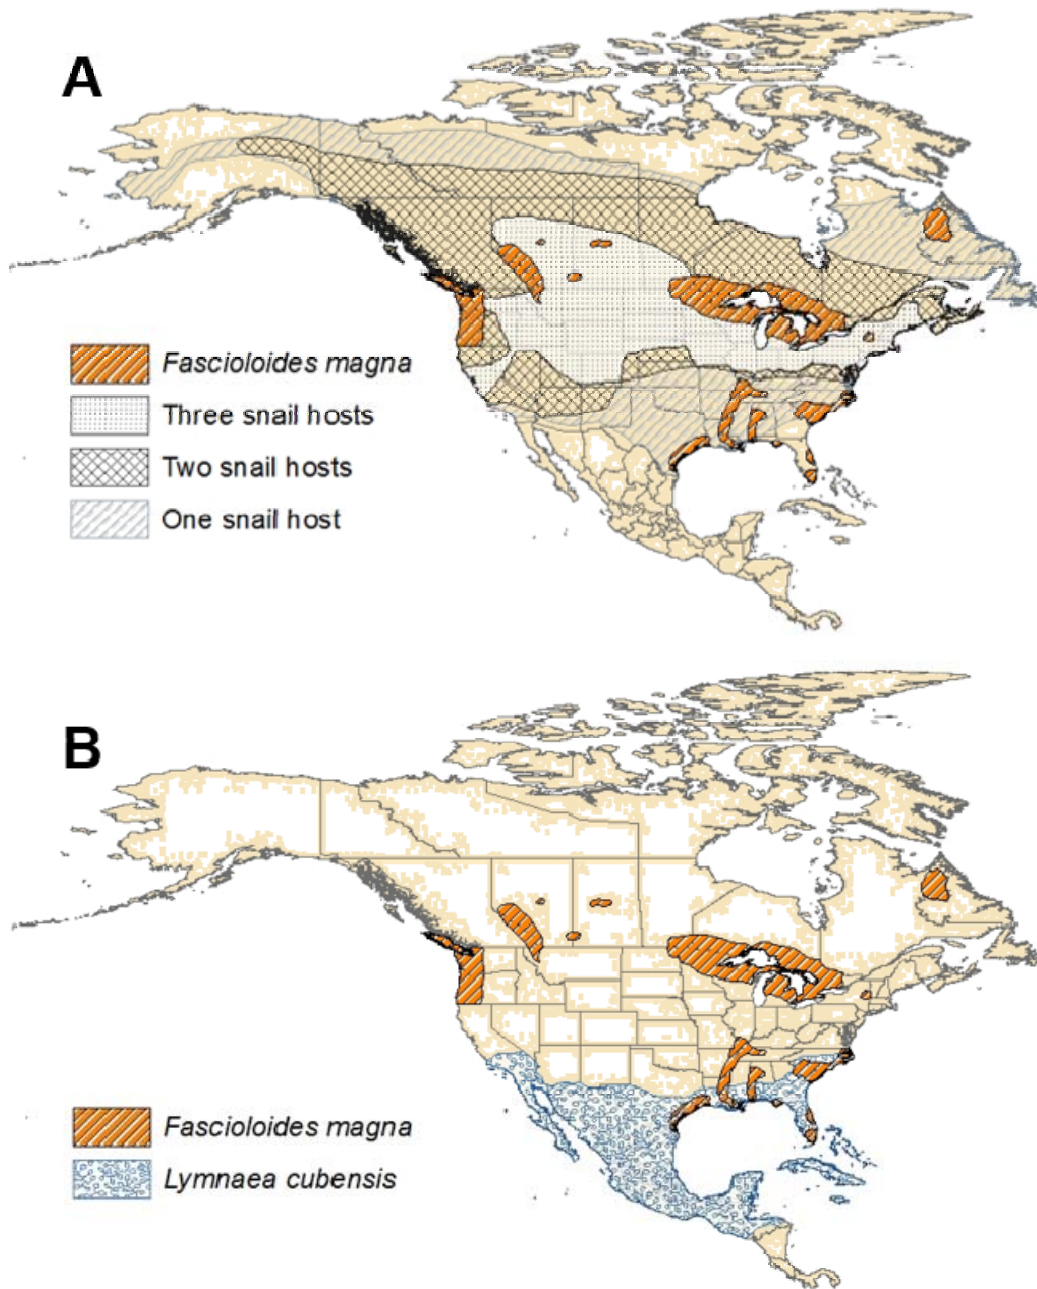 A
Fascioloides magna
Three snail hosts
Two snail hosts
One snail host
B
Fascioloides magna
Lymnaea cubensis